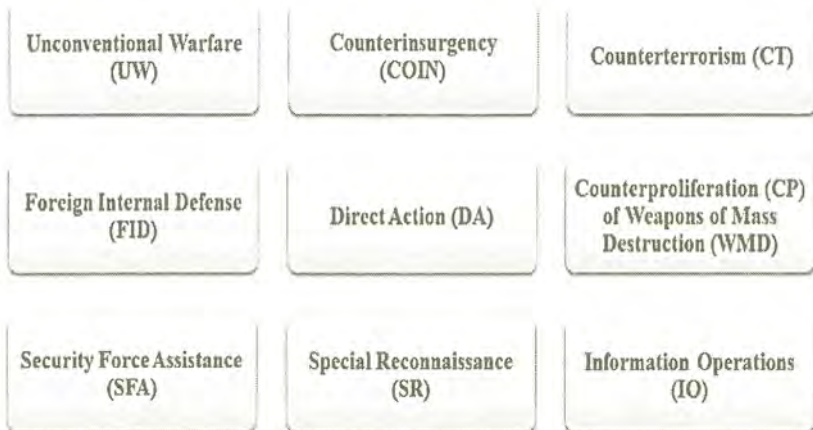 Unconventional Warfare
(UW)
Counterinsurgency
(COIN)
Counterterrorism (CT)
Foreign Internal Defense
(FID)
Direct Action (DA)
Counterproliferation (CP)
of Weapons of Mass
Destruction (WMD)
Security Force Assistance
(SFA)
Special Reconnaissance
(SR)
Information Operations
(IO)